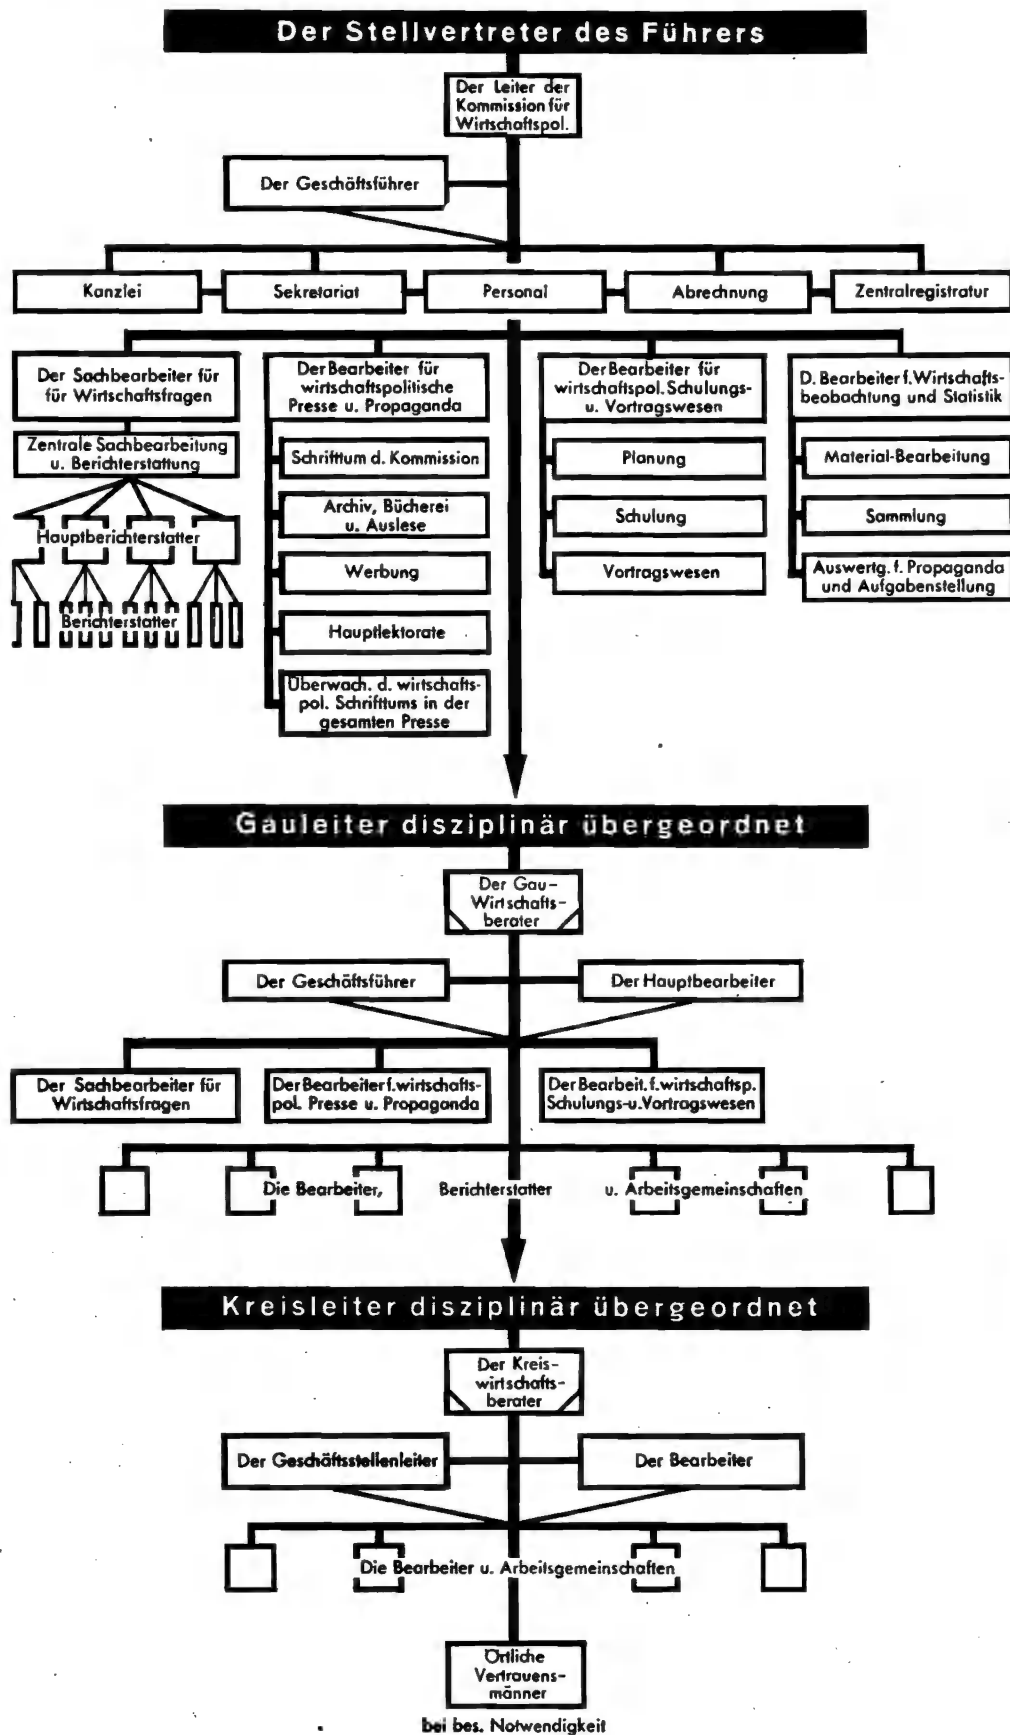 Der Stellvertreter des Führers
Der Leiter der
Kommission für
Wirtschaftspol.
Der Geschäftsführer
Kanzlei
Sekretariat
Personal
Abrechnung
Zentralregistratur
Der Sachbearbeiter für
für Wirtschaftsfragen
Zentrale Sachbearbeitung
u. Berichterstattung
Hauptberichterstatter
Berichterstatter
Der Bearbeiter für
wirtschaftspolitische
Presse u. Propaganda
Schrifttum d. Kommission
Archiv, Bücherei
u. Auslese
Werbung
Hauptlektorate
Überwach. d. wirtschafts-
pol. Schrifttums in der
gesamten Presse
Der Bearbeiter für
wirtschaftspol. Schulungs-
u. Vortragswesen
Planung
Schulung
Vortragswesen
D. Bearbeiter f. Wirtschafts-
beobachtung und Statistik
Material-Bearbeitung
Sammlung
Auswertg. f. Propaganda
und Aufgabenstellung
Gauleiter disziplinär übergeordnet
Der Gau-
Wirtschafts-
berater
Der Geschäftsführer
Der Hauptbearbeiter
Der Sachbearbeiter für
Wirtschaftsfragen
Der Bearbeiter f. wirtschafts-
pol. Presse u. Propaganda
Der Bearbeit. f. wirtschaftsp.
Schulungs- u. Vortragswesen
Die Bearbeiter, Berichterstatter u. Arbeitsgemeinschaften
Kreisleiter disziplinär übergeordnet
Der Kreis-
wirtschafts-
berater
Der Geschäftsstellenleiter
Der Bearbeiter
Die Bearbeiter u. Arbeitsgemeinschaften
Örtliche
Vertrauens-
männer
bei bes. Notwendigkeit